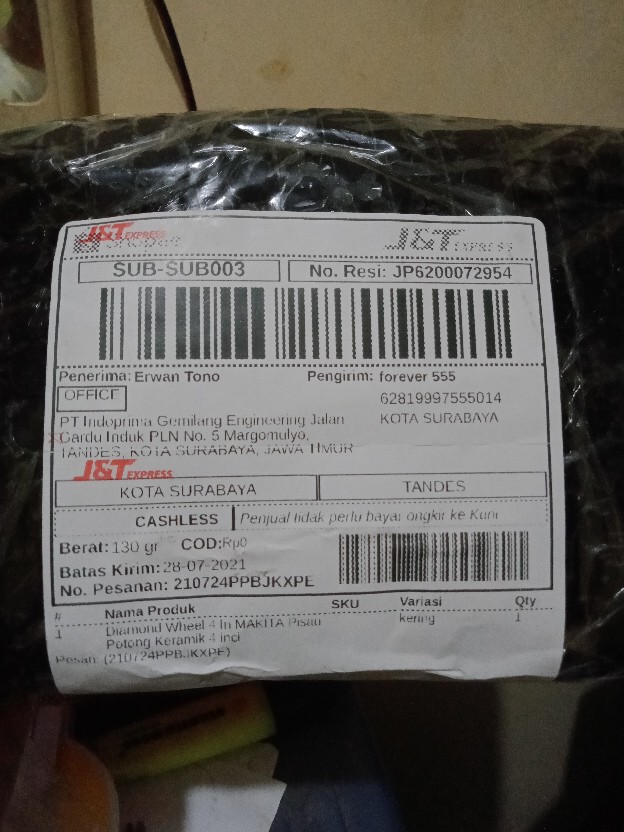 J&T EXPRESS
Shopee J&T EXPRESS
SUB-SUB003 No. Resi: JP6200072954
Penerima: Erwan Tono Pengirim: forever 555
OFFICE 62819997555014
PT Indoprima Gemilang Engineering Jalan KOTA SURABAYA
Gardu Induk PLN No. 5 Margomulyo,
TANDES, KOTA SURABAYA, JAWA TIMUR
J&T EXPRESS
KOTA SURABAYA TANDES
CASHLESS Penjual tidak perlu bayar ongkir ke Kuri
Berat: 130 gr COD:Rp0
Batas Kirim: 28-07-2021
No. Pesanan: 210724PPBJKXPE
# Nama Produk SKU Variasi Qty
1 Diamond Wheel 4 In MAKITA Pisau kering 1
Potong Keramik 4 inci
Pesan: (210724PPBJKXPE)